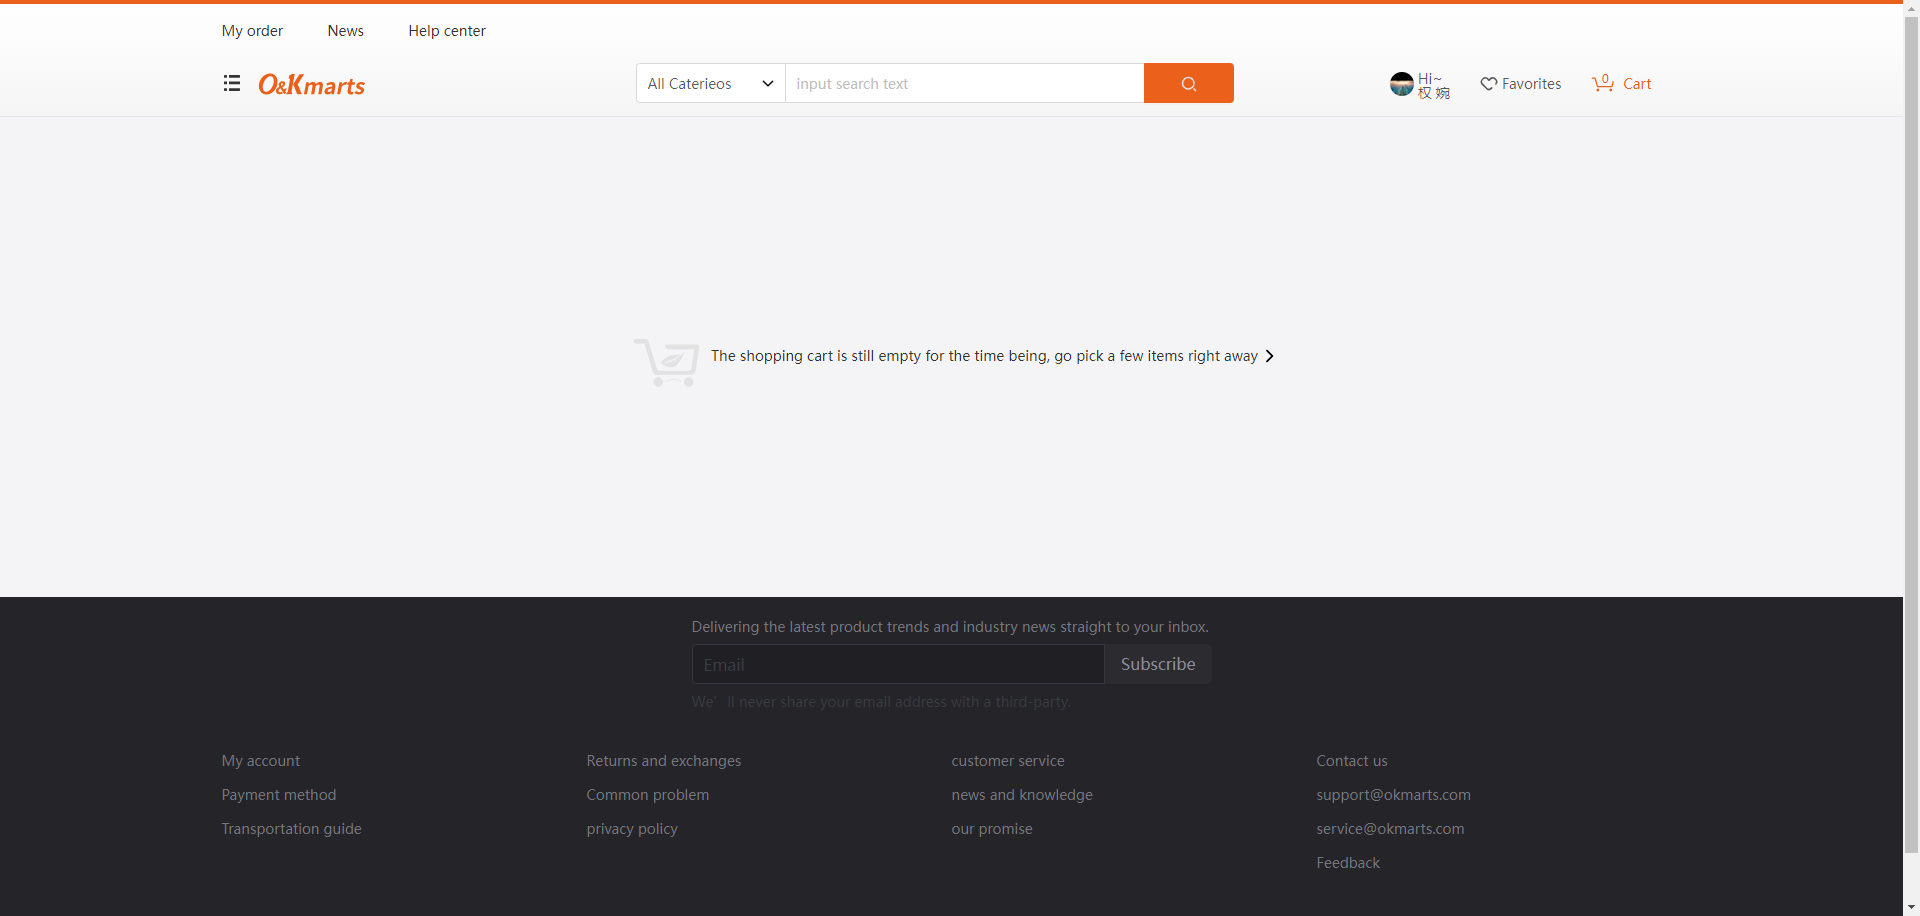 My order News Help center
O&Kmarts
All Caterieos input search text
Hi~
权 婉
Favorites
0 Cart
The shopping cart is still empty for the time being, go pick a few items right away
Delivering the latest product trends and industry news straight to your inbox.
Email Subscribe
We’ll never share your email address with a third-party.
My account Returns and exchanges customer service Contact us
Payment method Common problem news and knowledge support@okmarts.com
Transportation guide privacy policy our promise service@okmarts.com
Feedback